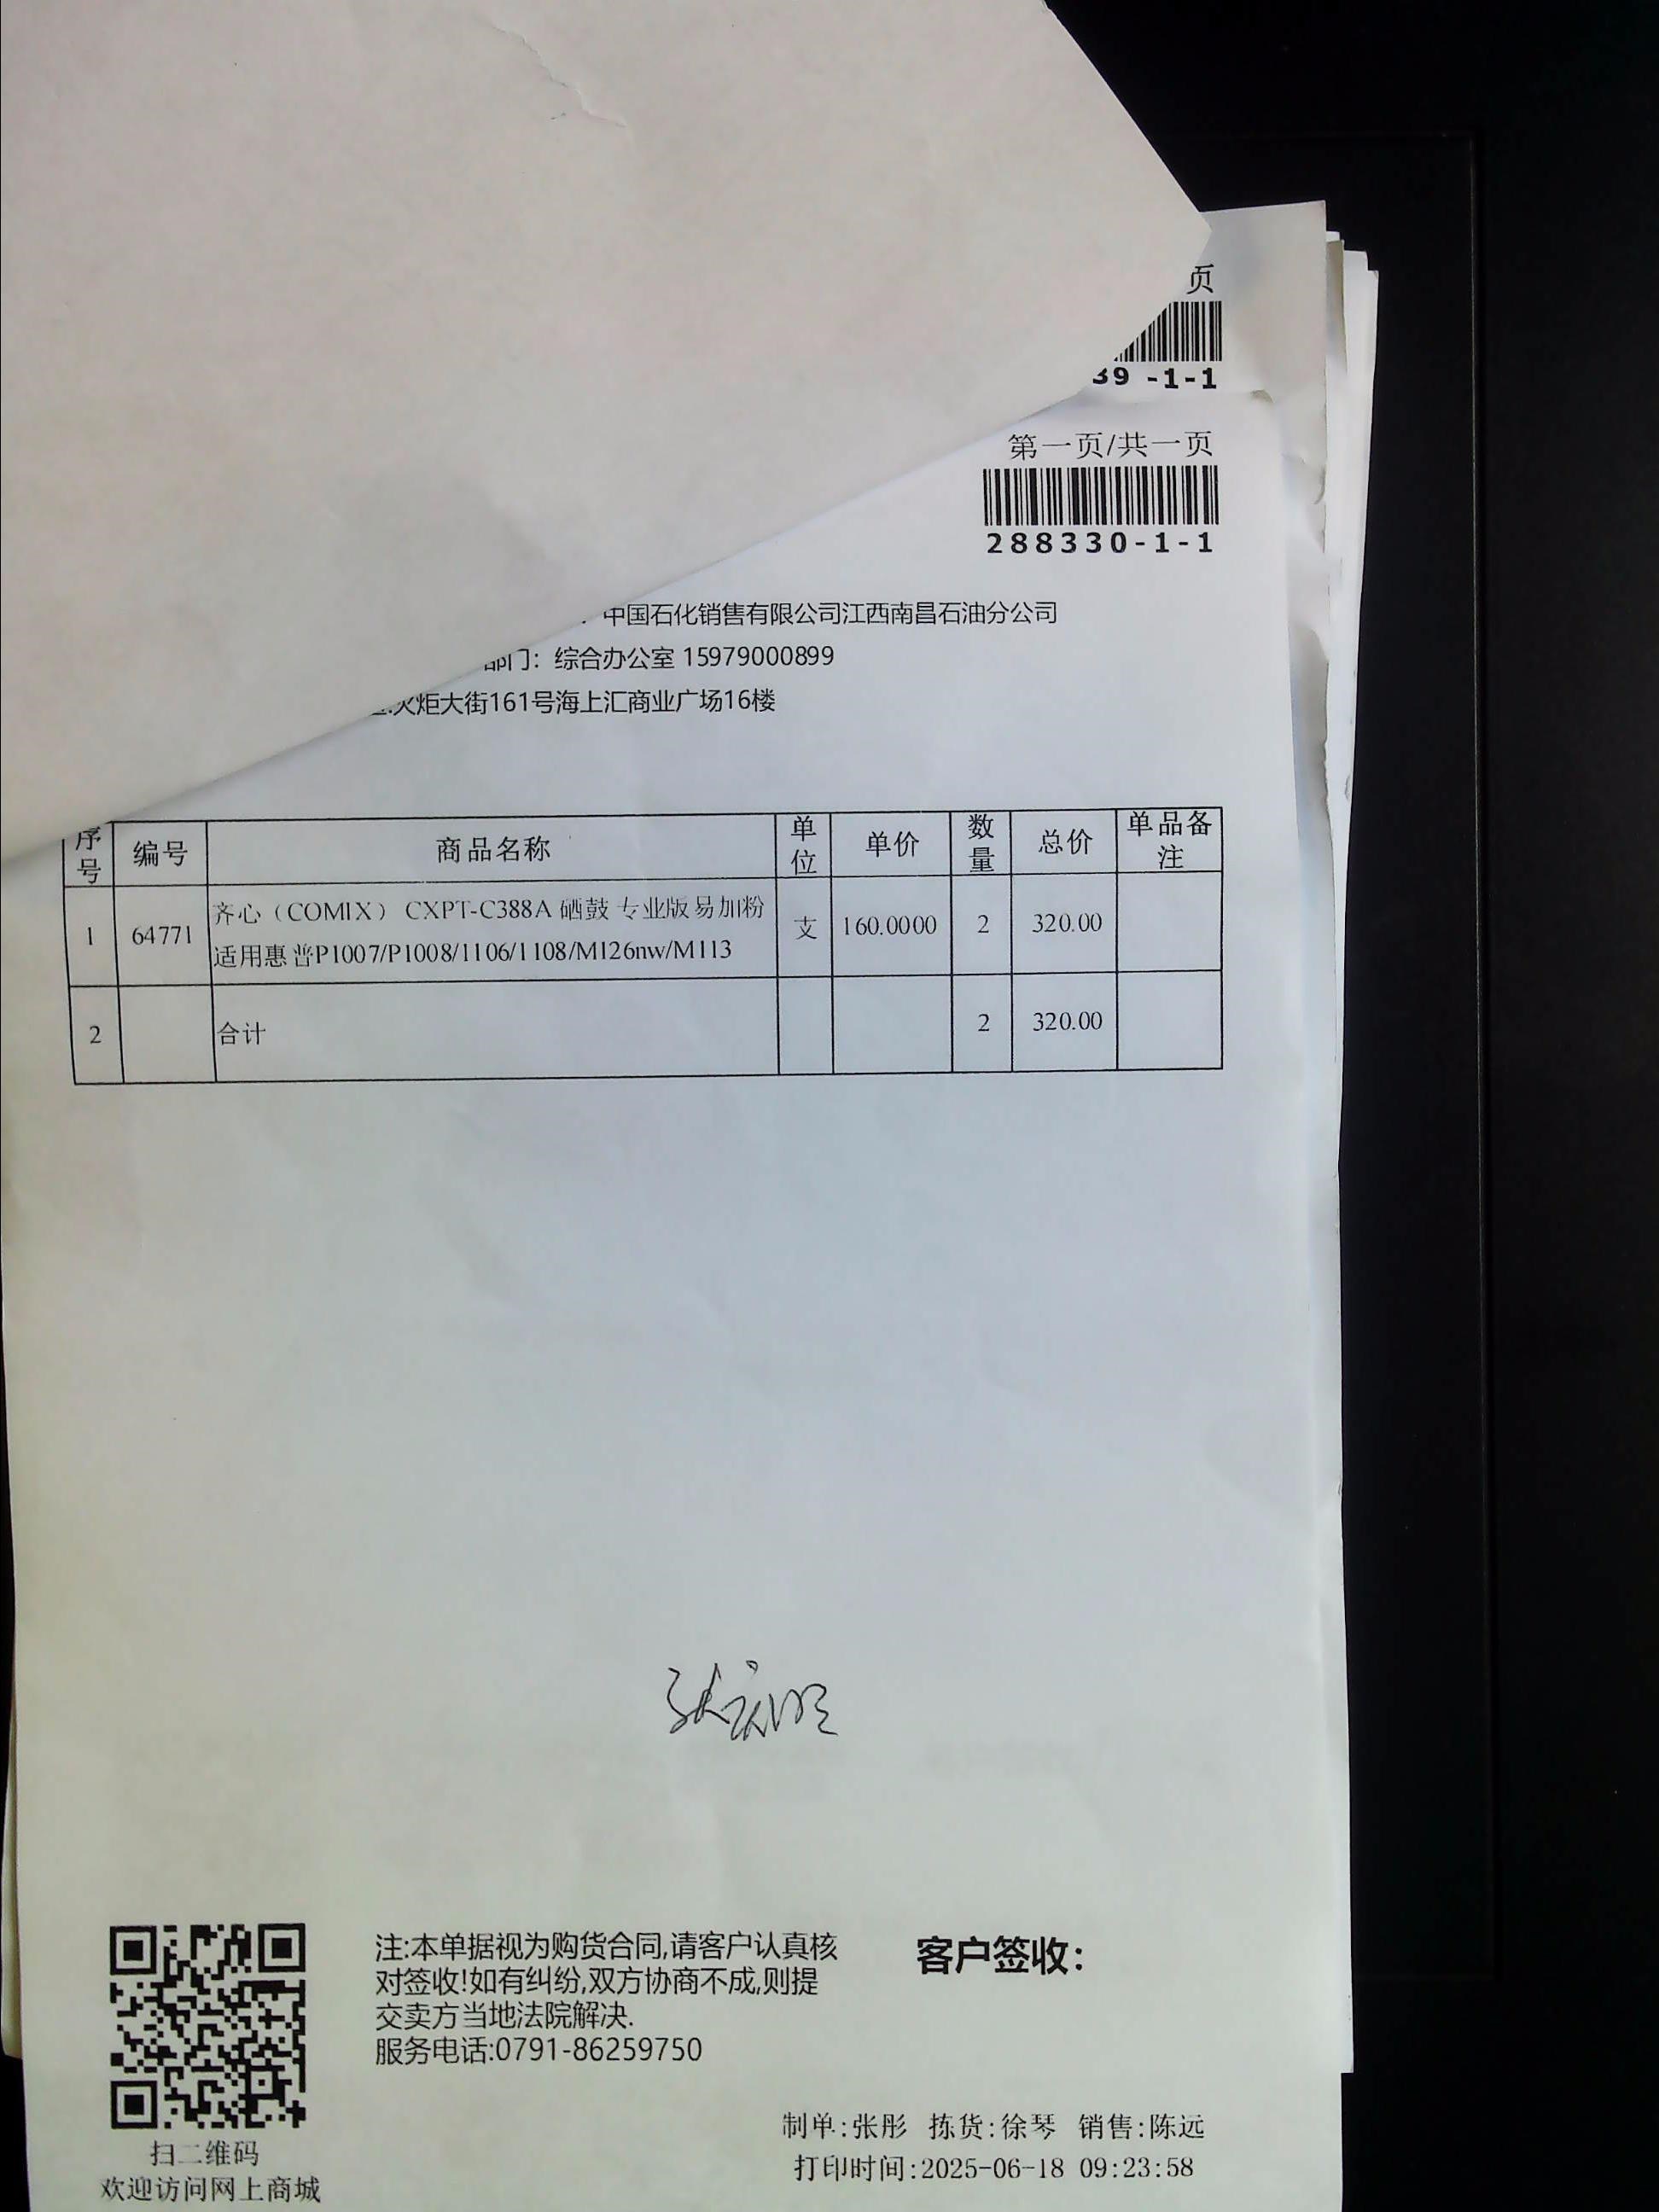 页
39 -1-1
第一页/共一页
288330-1-1
中国石化销售有限公司江西南昌石油分公司
部门：综合办公室 15979000899
火炬大街161号海上汇商业广场16楼
序号 编号 商品名称 单位 单价 数量 总价 单品备注
1 64771 齐心（COMIX） CXPT-C388A 硒鼓 专业版易加粉 支 160.0000 2 320.00
适用惠普P1007/P1008/1106/1108/M126nw/M113
2 合计 2 320.00
注:本单据视为购货合同,请客户认真核
对签收!如有纠纷,双方协商不成,则提
交卖方当地法院解决.
服务电话:0791-86259750
客户签收：
扫二维码
欢迎访问网上商城
制单:张彤 拣货:徐琴 销售:陈远
打印时间:2025-06-18 09:23:58